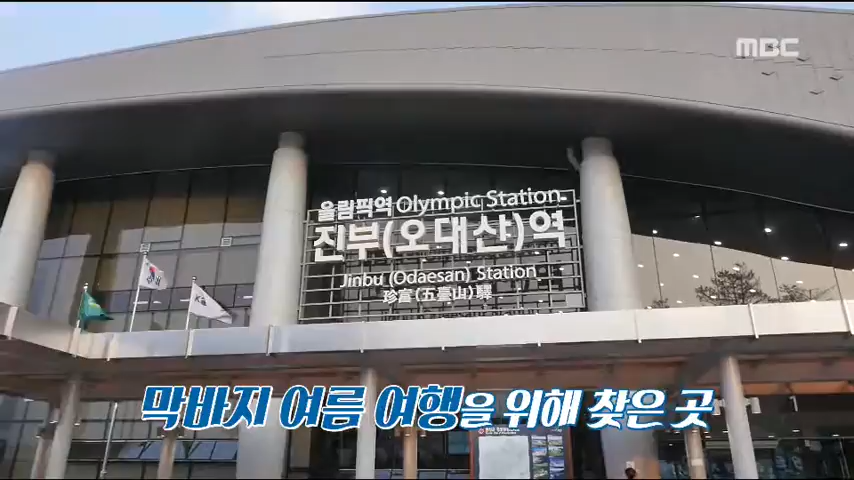 MBC
올림픽역 Olympic Station
진부(오대산)역
Jinbu (Odaesan) Station
珍富(五臺山)驛
막바지 여름 여행을 위해 찾은 곳